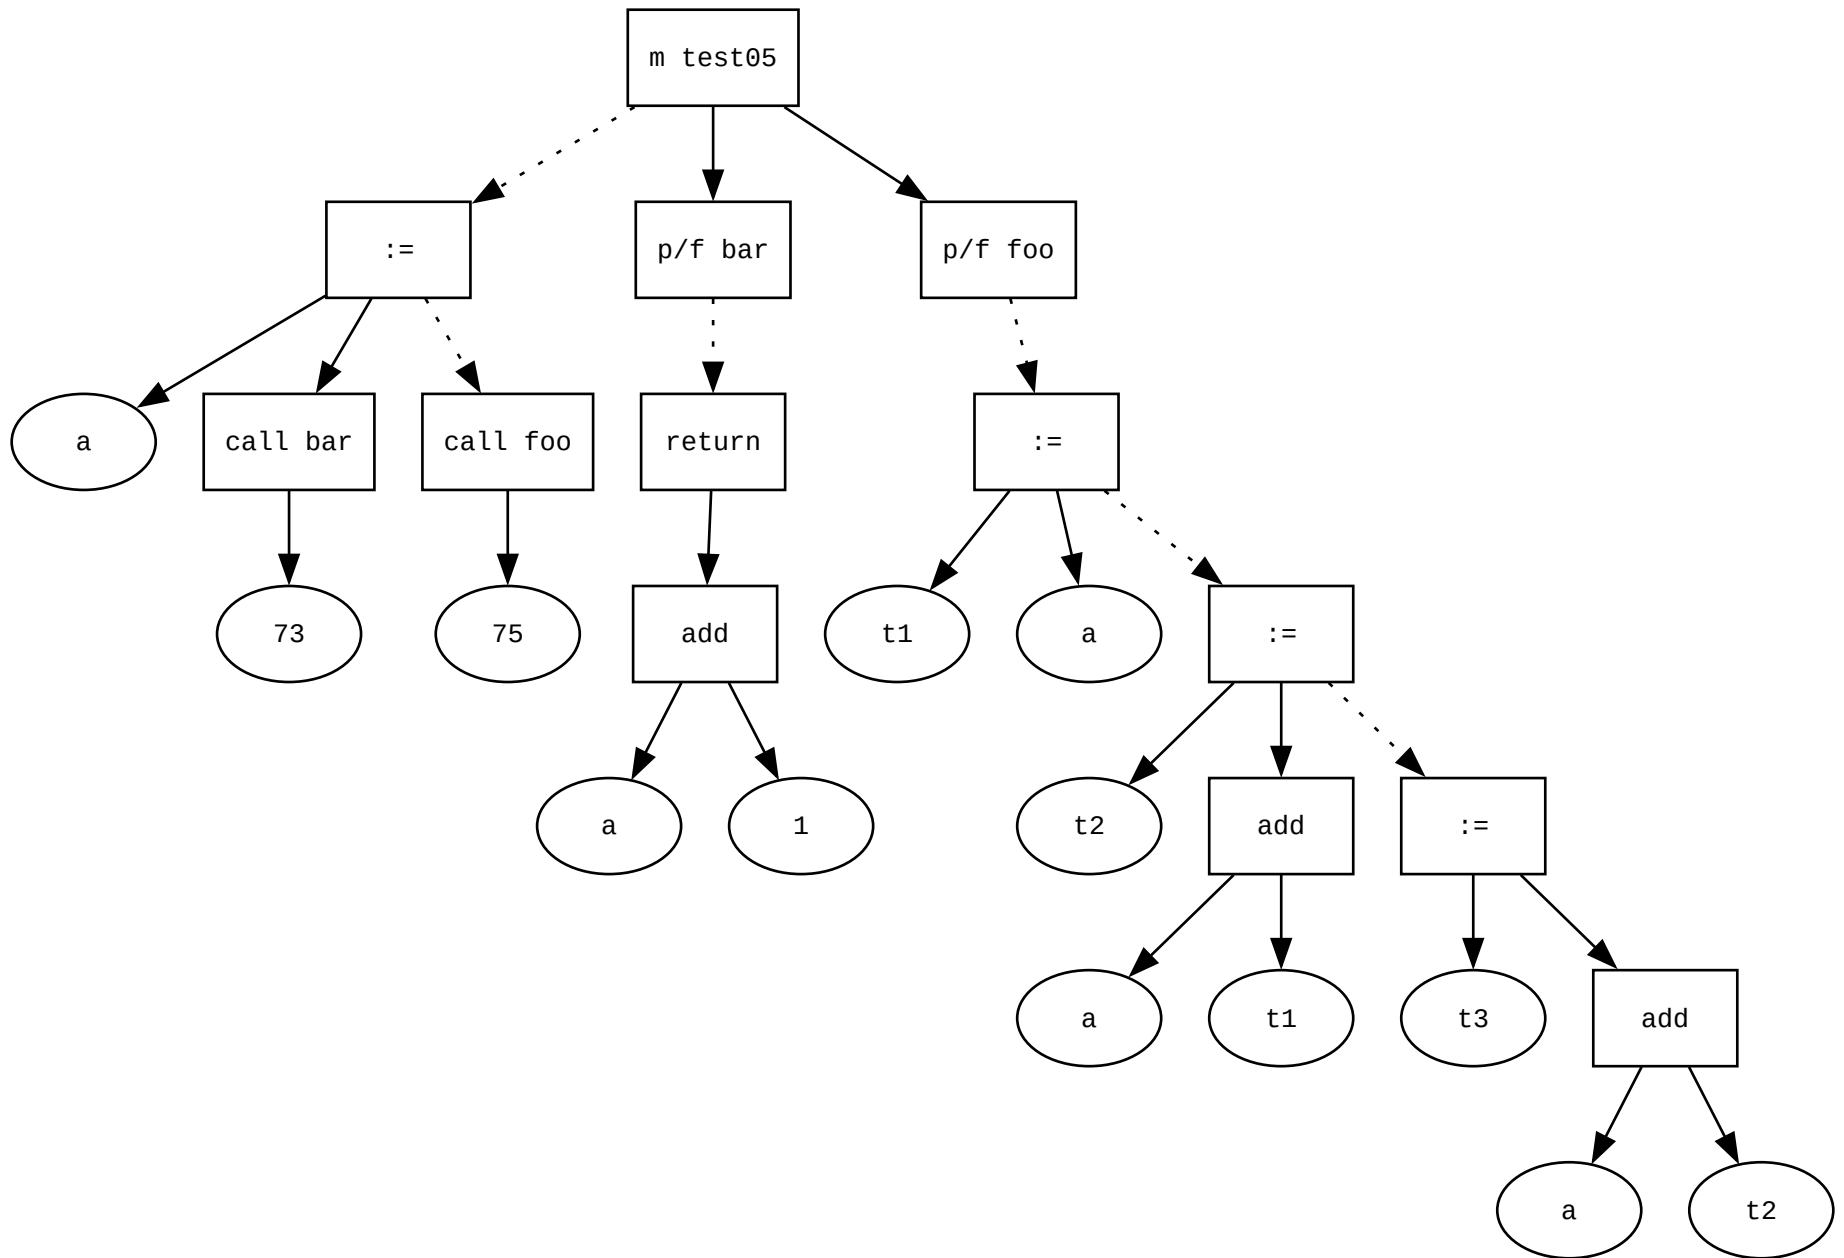 m test05
:=
p/f bar
p/f foo
a
call bar
call foo
return
:=
73
75
add
t1
a
:=
a
1
t2
add
:=
a
t1
t3
add
a
t2